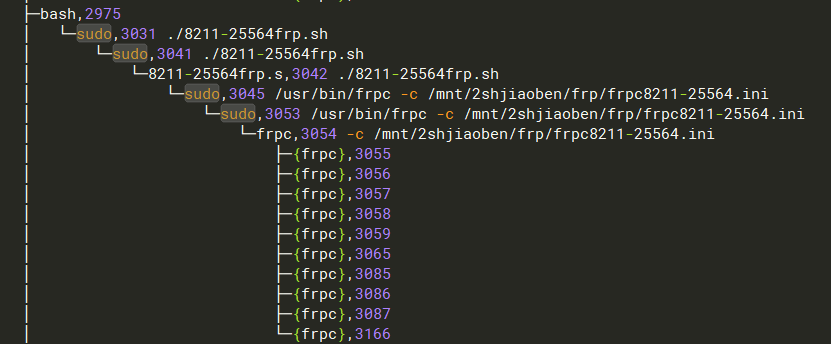 ├─{frpc},
├─bash,2975
│   └─sudo,3031 ./8211-25564frp.sh
│       └─sudo,3041 ./8211-25564frp.sh
│           └─8211-25564frp.s,3042 ./8211-25564frp.sh
│               └─sudo,3045 /usr/bin/frpc -c /mnt/2shjiaoben/frp/frpc8211-25564.ini
│                   └─sudo,3053 /usr/bin/frpc -c /mnt/2shjiaoben/frp/frpc8211-25564.ini
│                       └─frpc,3054 -c /mnt/2shjiaoben/frp/frpc8211-25564.ini
│                           ├─{frpc},3055
│                           ├─{frpc},3056
│                           ├─{frpc},3057
│                           ├─{frpc},3058
│                           ├─{frpc},3059
│                           ├─{frpc},3065
│                           ├─{frpc},3085
│                           ├─{frpc},3086
│                           ├─{frpc},3087
│                           └─{frpc},3166